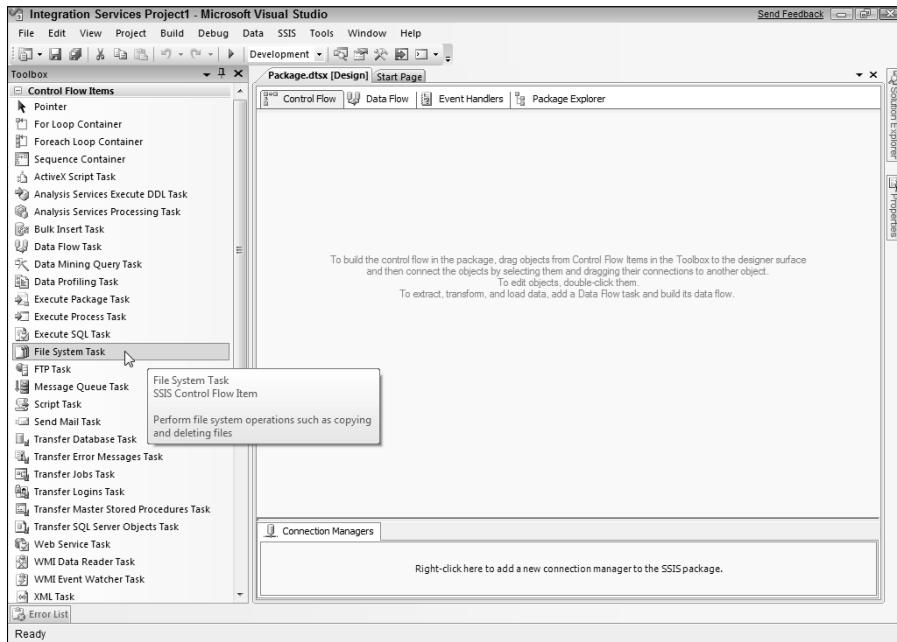 Integration Services Project1 - Microsoft Visual Studio
Send Feedback
File Edit View Project Build Debug Data SSIS Tools Window Help
Development
Toolbox
Package.dtsx [Design] Start Page
Control Flow Items
Control Flow Data Flow Event Handlers Package Explorer
Pointer
For Loop Container
Foreach Loop Container
Sequence Container
ActiveX Script Task
Analysis Services Execute DDL Task
Analysis Services Processing Task
Bulk Insert Task
Data Flow Task
Data Mining Query Task
Data Profiling Task
Execute Package Task
Execute Process Task
Execute SQL Task
File System Task
FTP Task
Message Queue Task
Script Task
Send Mail Task
Transfer Database Task
Transfer Error Messages Task
Transfer Jobs Task
Transfer Logins Task
Transfer Master Stored Procedures Task
Transfer SQL Server Objects Task
Web Service Task
WMI Data Reader Task
WMI Event Watcher Task
XML Task
File System Task
SSIS Control Flow Item
Perform file system operations such as copying
and deleting files
To build the control flow in the package, drag objects from Control Flow Items in the Toolbox to the designer surface
and then connect the objects by selecting them and dragging their connections to another object.
To edit objects, double-click them.
To extract, transform, and load data, add a Data Flow task and build its data flow.
Connection Managers
Right-click here to add a new connection manager to the SSIS package.
Solution Explorer
Properties
Error List
Ready